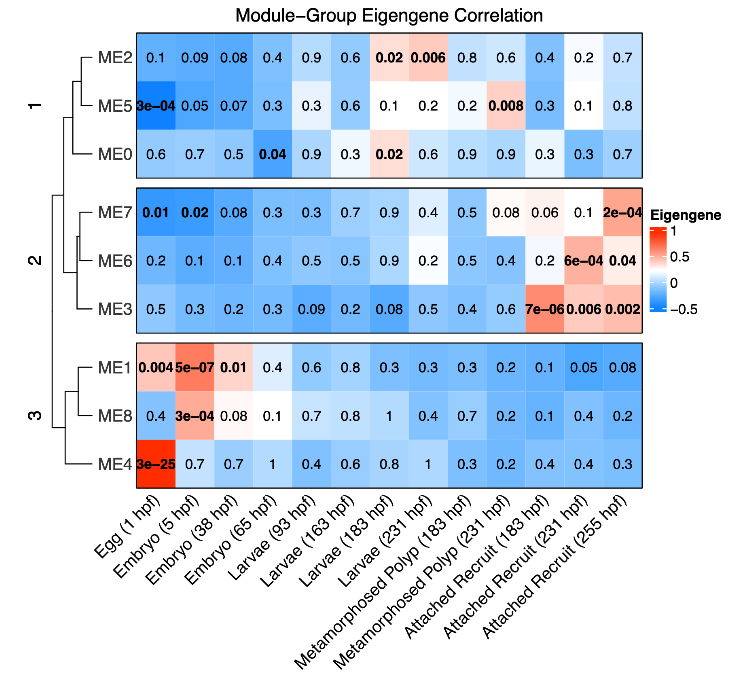 Module−Group Eigengene Correlation
1
ME2 0.1 0.09 0.08 0.4 0.9 0.6 0.02 0.006 0.8 0.6 0.4 0.2 0.7
ME5 3e−04 0.05 0.07 0.3 0.3 0.6 0.1 0.2 0.2 0.008 0.3 0.1 0.8
ME0 0.6 0.7 0.5 0.04 0.9 0.3 0.02 0.6 0.9 0.9 0.3 0.3 0.7
2
ME7 0.01 0.02 0.08 0.3 0.3 0.7 0.9 0.4 0.5 0.08 0.06 0.1 2e−04
ME6 0.2 0.1 0.1 0.4 0.5 0.5 0.9 0.2 0.5 0.4 0.2 6e−04 0.04
ME3 0.5 0.3 0.2 0.3 0.09 0.2 0.08 0.5 0.4 0.6 7e−06 0.006 0.002
3
ME1 0.004 5e−07 0.01 0.4 0.6 0.8 0.3 0.3 0.3 0.2 0.1 0.05 0.08
ME8 0.4 3e−04 0.08 0.1 0.7 0.8 1 0.4 0.7 0.2 0.1 0.4 0.2
ME4 3e−25 0.7 0.7 1 0.4 0.6 0.8 1 0.3 0.2 0.4 0.4 0.3
Egg (1 hpf)
Embryo (5 hpf)
Embryo (38 hpf)
Embryo (65 hpf)
Larvae (93 hpf)
Larvae (163 hpf)
Larvae (183 hpf)
Larvae (231 hpf)
Metamorphosed Polyp (183 hpf)
Metamorphosed Polyp (231 hpf)
Attached Recruit (183 hpf)
Attached Recruit (231 hpf)
Attached Recruit (255 hpf)
Eigengene
1
0.5
0
−0.5